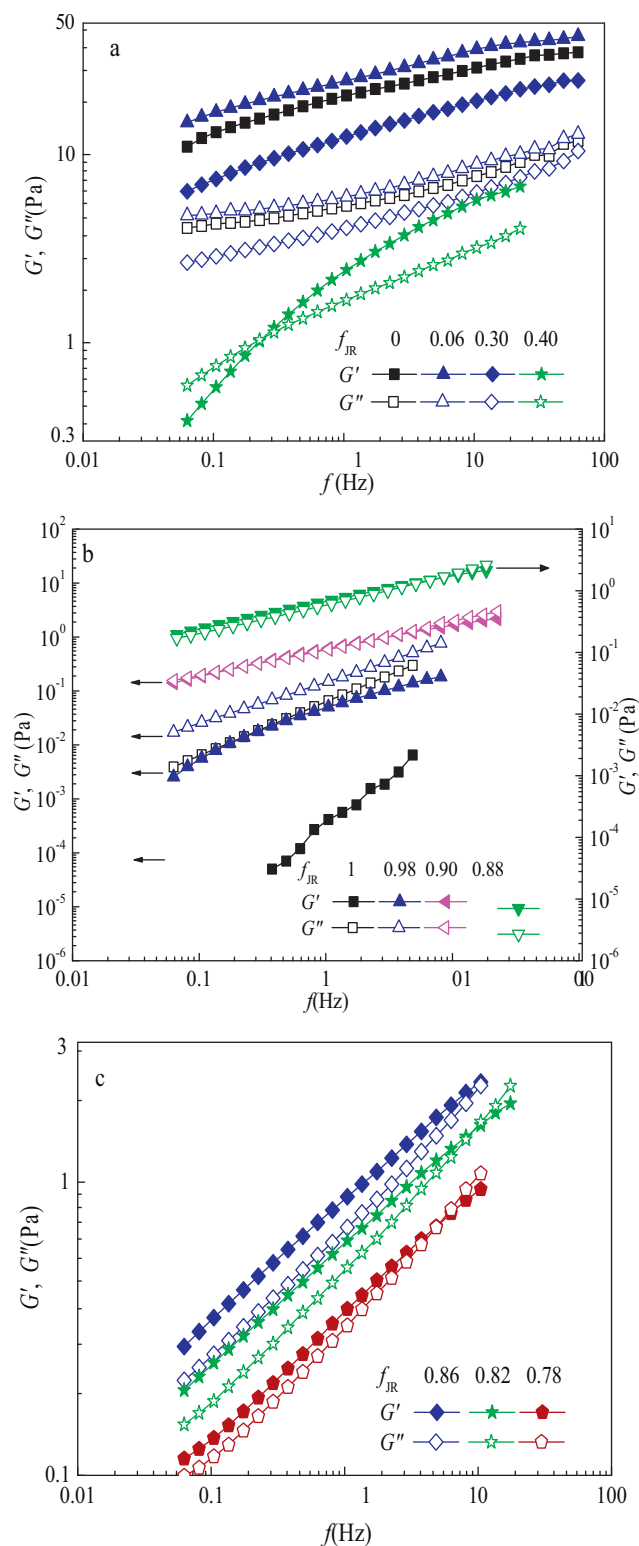 a
50
10
1
0.3
G′, G″(Pa)
f_JR 0 0.06 0.30 0.40
G′
G″
0.01 0.1 1 10 100
f (Hz)
b
10^2
10^1
10^0
10^-1
10^-2
10^-3
10^-4
10^-5
10^-6
G′, G″ (Pa)
10^1
10^0
10^-1
10^-2
10^-3
10^-4
10^-5
10^-6
G′, G″ (Pa)
f_JR 1 0.98 0.90 0.88
G′
G″
0.01 0.1 1 01 00
f(Hz)
c
3
1
0.1
G′, G″(Pa)
f_JR 0.86 0.82 0.78
G′
G″
0.01 0.1 1 10 100
f(Hz)